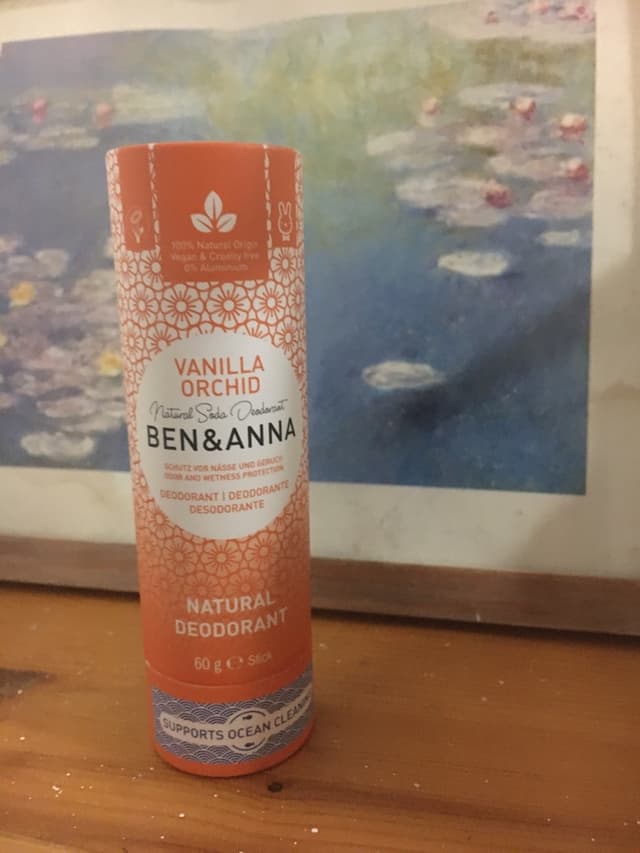 100% Natural Origin
Vegan & Cruelty free
0% Aluminium
VANILLA
ORCHID
Natural Soda Deodorant
BEN&ANNA
SCHUTZ VOR NÄSSE UND GERUCH
ODOR AND WETNESS PROTECTION
DEODORANT | DEODORANTE
DESODORANTE
NATURAL
DEODORANT
60 g e Stick
SUPPORTS OCEAN CLEANING